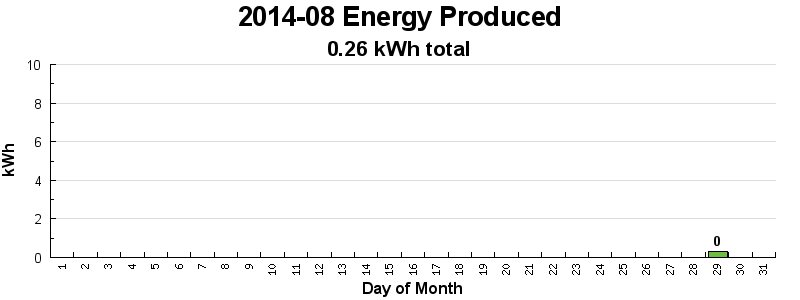 2014-08 Energy Produced
0.26 kWh total
kWh
10
8
6
4
2
0
0
1 2 3 4 5 6 7 8 9 10 11 12 13 14 15 16 17 18 19 20 21 22 23 24 25 26 27 28 29 30 31
Day of Month